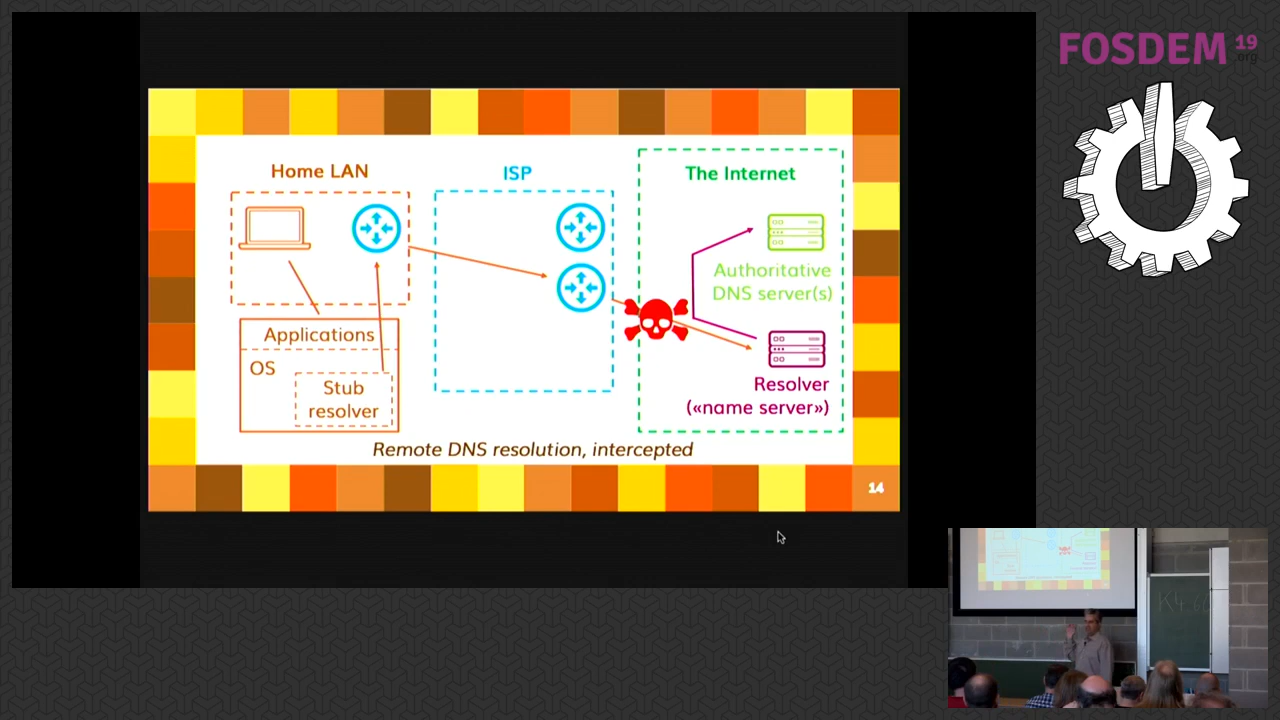 FOSDEM 19
.org
Home LAN
ISP
The Internet
Authoritative
DNS server(s)
Applications
OS
Stub
resolver
Resolver
(«name server»)
Remote DNS resolution, intercepted
14